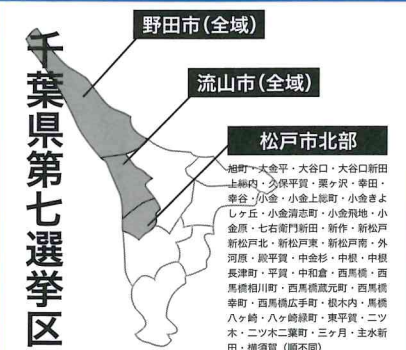 千葉県第七選挙区
野田市(全域)
流山市(全域)
松戸市北部
旭町・大金平・大谷口・大谷口新田
上総内・久保平賀・栗ヶ沢・幸田・
幸谷・小金・小金上総町・小金きよ
しヶ丘・小金清志町・小金飛地・小
金原・七右衛門新田・新作・新松戸
新松戸北・新松戸東・新松戸南・外
河原・殿平賀・中金杉・中根・中根
長津町・平賀・中和倉・西馬橋・西
馬橋相川町・西馬橋蔵元町・西馬橋
幸町・西馬橋広手町・根木内・馬橋
八ヶ崎・八ヶ崎緑町・東平賀・二ツ
木・二ツ木二葉町・三ヶ月・主水新
田・横須賀(順不同)